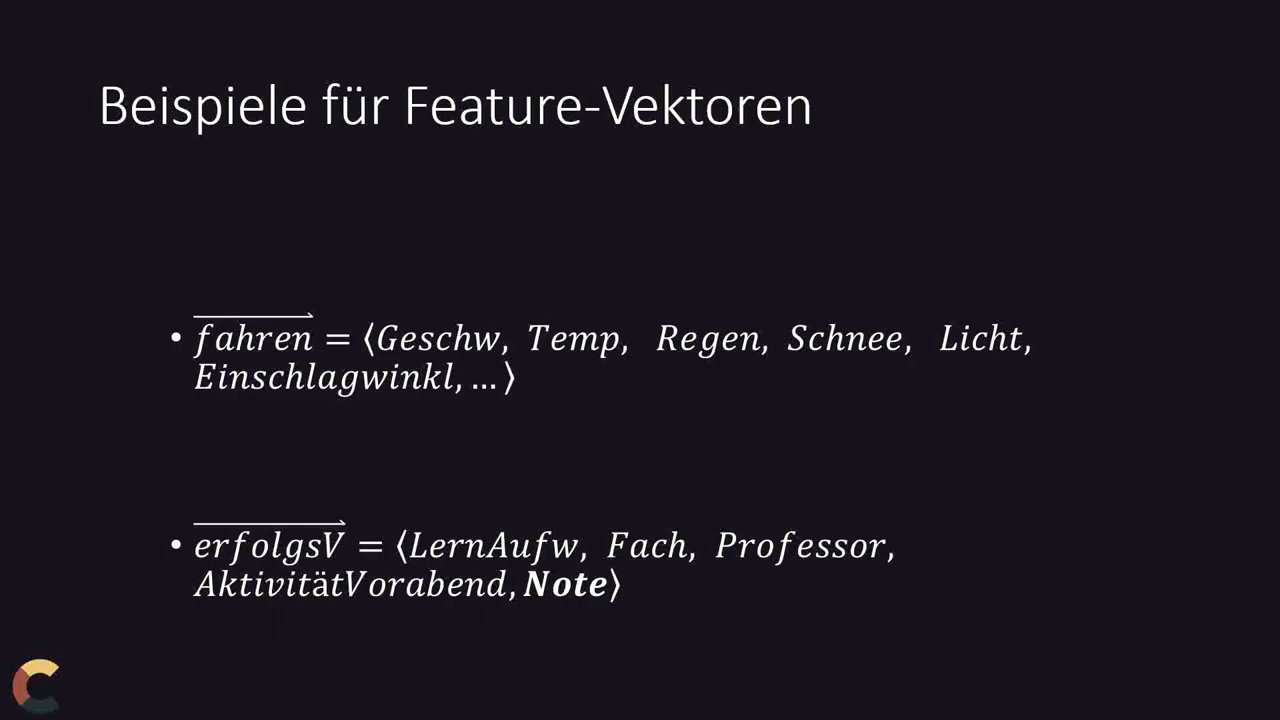 Beispiele für Feature-Vektoren
• fahren = ⟨Geschw, Temp, Regen, Schnee, Licht,
Einschlagwinkl, … ⟩
• erfolgsV = ⟨LernAufw, Fach, Professor,
AktivitätVorabend, Note⟩